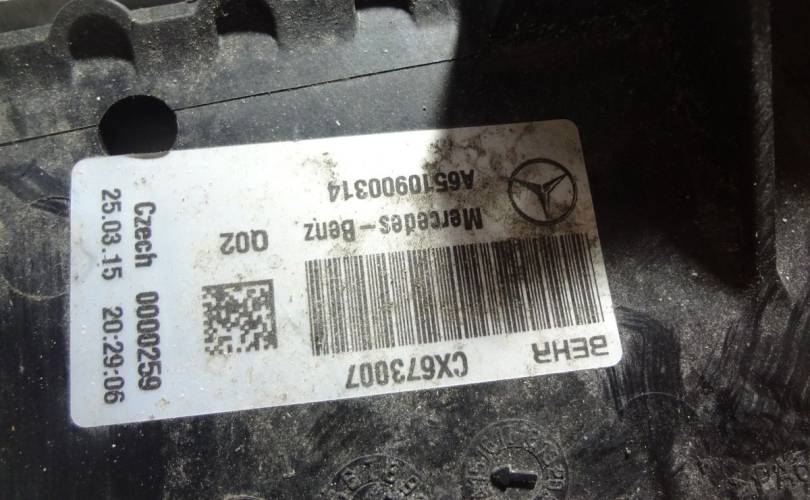 BEHR
CX673007
Mercedes-Benz
Q02
A6510900314
Czech 0000259
25.03.15 20:29:06